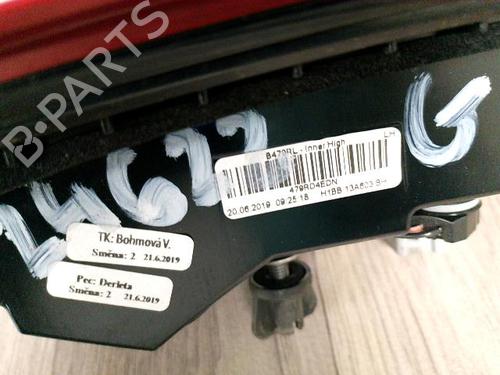 B-PARTS
B479RL - Inner High
LH
479RD4EDN
20.06.2019 09:25:18 H1BB 13A603 BH
TK: Bohmová V.
Směna: 2 21.6.2019
Pec: Derleta
Směna: 2 21.6.2019